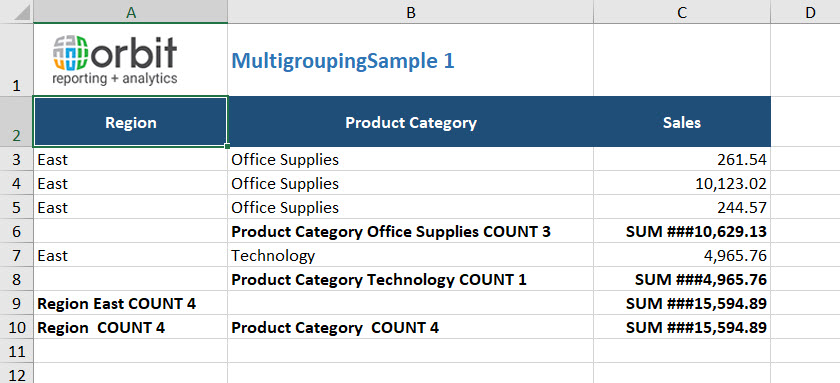 A B C D
1 orbit MultigroupingSample 1
reporting + analytics
2 Region Product Category Sales
3 East Office Supplies 261.54
4 East Office Supplies 10,123.02
5 East Office Supplies 244.57
6 Product Category Office Supplies COUNT 3 SUM ###10,629.13
7 East Technology 4,965.76
8 Product Category Technology COUNT 1 SUM ###4,965.76
9 Region East COUNT 4 SUM ###15,594.89
10 Region  COUNT 4 Product Category  COUNT 4 SUM ###15,594.89
11
12